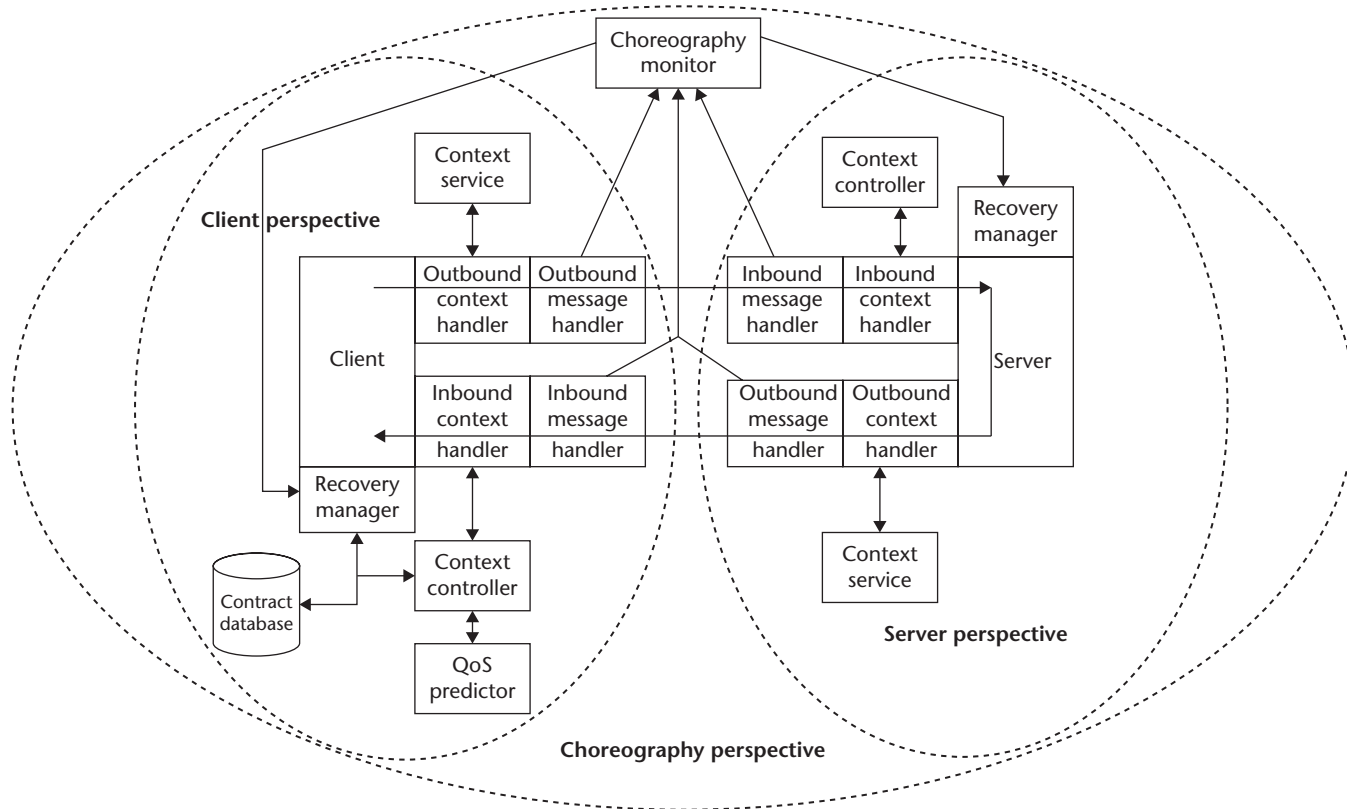 Choreography
monitor
Context
service
Context
controller
Client perspective
Recovery
manager
Outbound
context
handler
Outbound
message
handler
Inbound
message
handler
Inbound
context
handler
Client
Server
Inbound
context
handler
Inbound
message
handler
Outbound
message
handler
Outbound
context
handler
Recovery
manager
Context
controller
Context
service
Contract
database
Server perspective
QoS
predictor
Choreography perspective